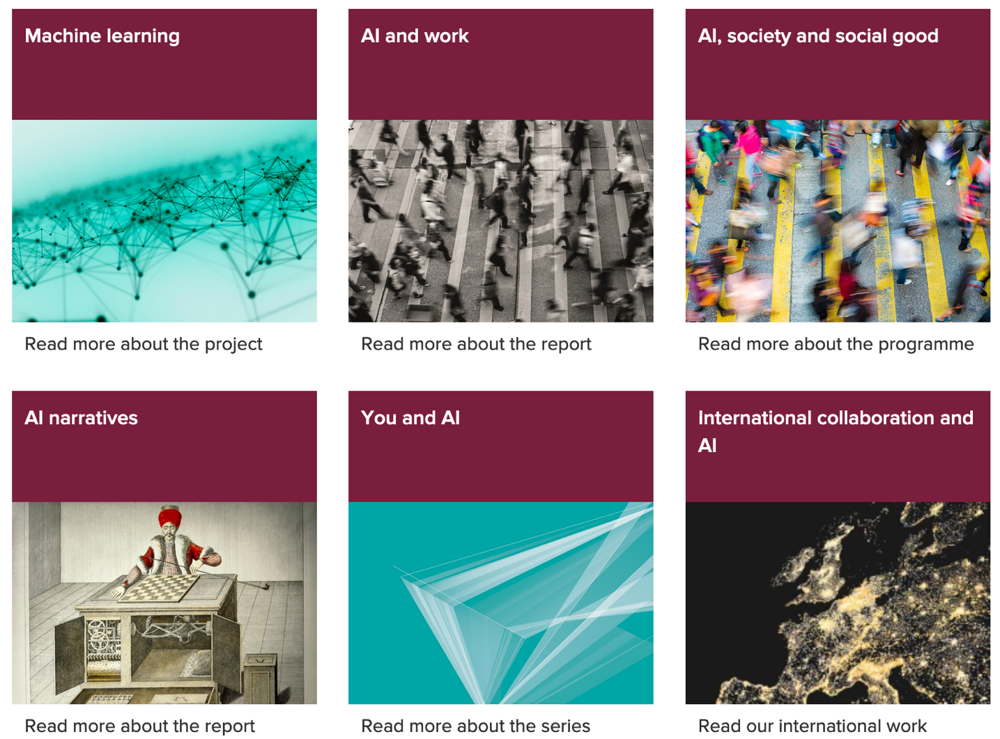 Machine learning
AI and work
AI, society and social good
Read more about the project
Read more about the report
Read more about the programme
AI narratives
You and AI
International collaboration and
AI
Read more about the report
Read more about the series
Read our international work